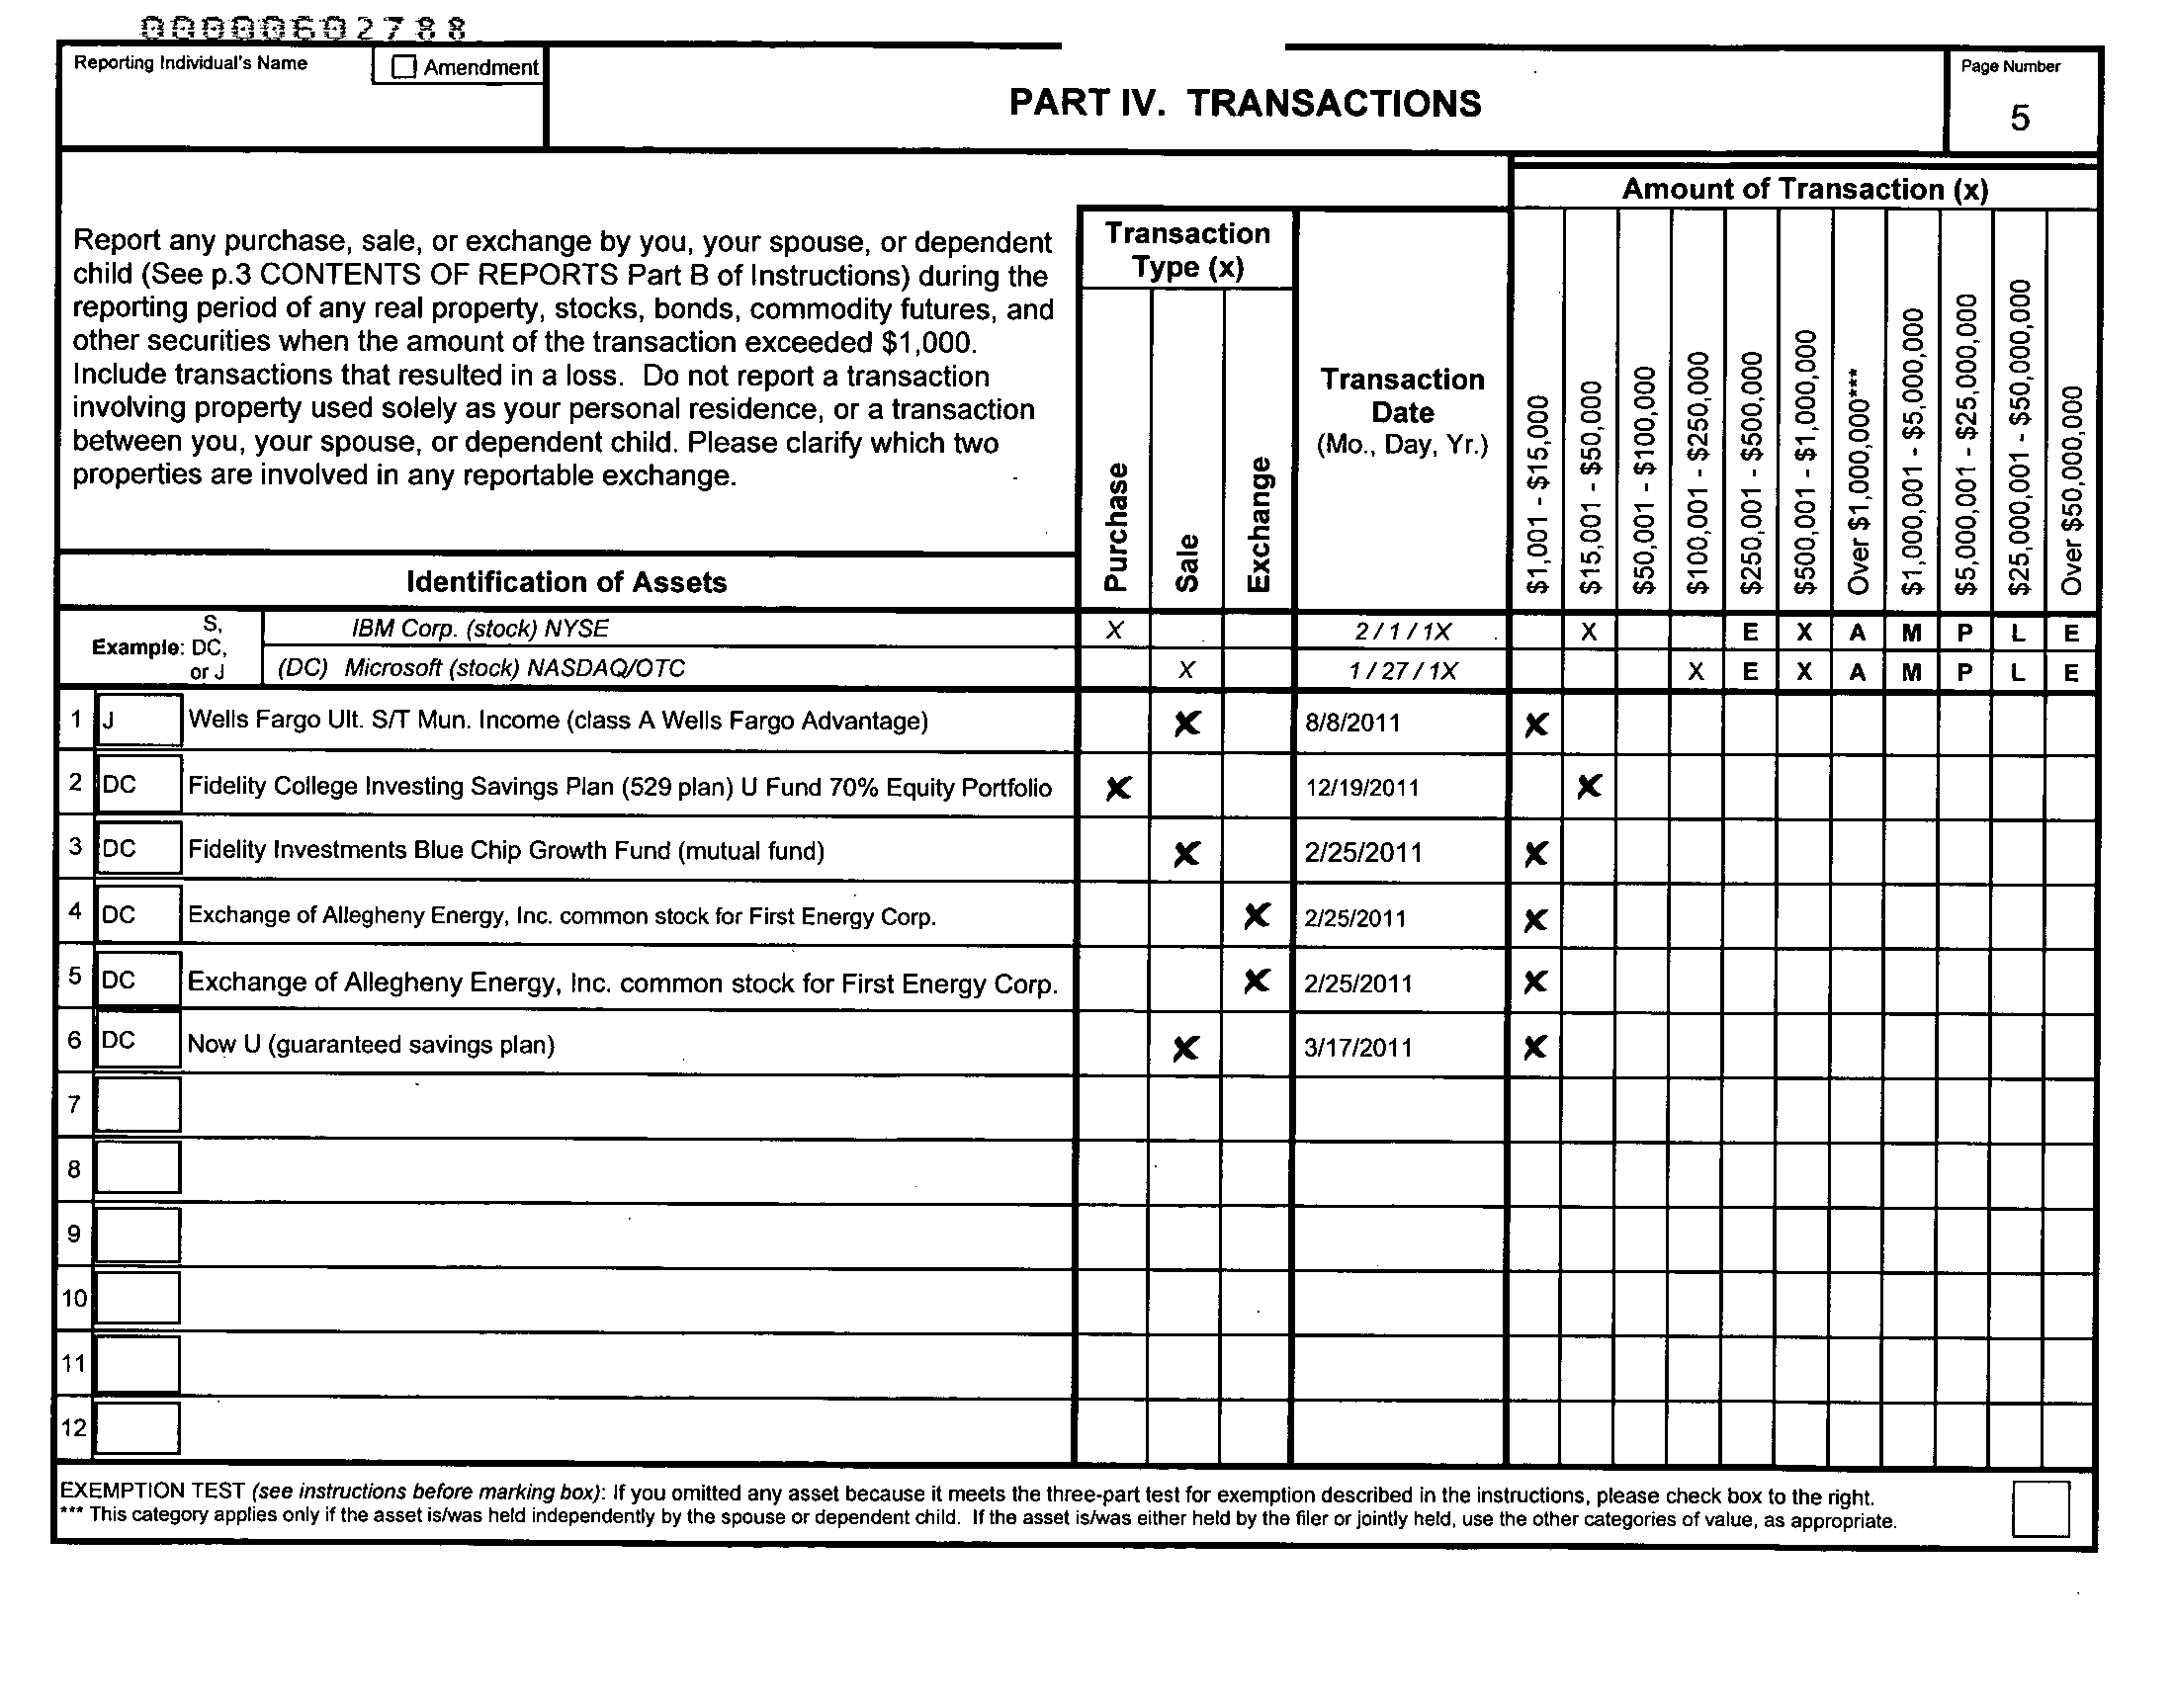 00000602788
Reporting Individual's Name
Amendment
PART IV. TRANSACTIONS
Page Number
5
Report any purchase, sale, or exchange by you, your spouse, or dependent
child (See p.3 CONTENTS OF REPORTS Part B of Instructions) during the
reporting period of any real property, stocks, bonds, commodity futures, and
other securities when the amount of the transaction exceeded $1,000.
Include transactions that resulted in a loss. Do not report a transaction
involving property used solely as your personal residence, or a transaction
between you, your spouse, or dependent child. Please clarify which two
properties are involved in any reportable exchange.
Identification of Assets
Transaction
Type (x)
Purchase
Sale
Exchange
Transaction
Date
(Mo., Day, Yr.)
Amount of Transaction (x)
$1,001 - $15,000
$15,001 - $50,000
$50,001 - $100,000
$100,001 - $250,000
$250,001 - $500,000
$500,001 - $1,000,000
Over $1,000,000***
$1,000,001 - $5,000,000
$5,000,001 - $25,000,000
$25,000,001 - $50,000,000
Over $50,000,000
Example: S, DC, or J
IBM Corp. (stock) NYSE X 2/1/1X X E X A M P L E
(DC) Microsoft (stock) NASDAQ/OTC X 1/27/1X X E X A M P L E
1 J Wells Fargo Ult. S/T Mun. Income (class A Wells Fargo Advantage) X 8/8/2011 X
2 DC Fidelity College Investing Savings Plan (529 plan) U Fund 70% Equity Portfolio X 12/19/2011 X
3 DC Fidelity Investments Blue Chip Growth Fund (mutual fund) X 2/25/2011 X
4 DC Exchange of Allegheny Energy, Inc. common stock for First Energy Corp. X 2/25/2011 X
5 DC Exchange of Allegheny Energy, Inc. common stock for First Energy Corp. X 2/25/2011 X
6 DC Now U (guaranteed savings plan) X 3/17/2011 X
7
8
9
10
11
12
EXEMPTION TEST (see instructions before marking box): If you omitted any asset because it meets the three-part test for exemption described in the instructions, please check box to the right.
*** This category applies only if the asset is/was held independently by the spouse or dependent child. If the asset is/was either held by the filer or jointly held, use the other categories of value, as appropriate.